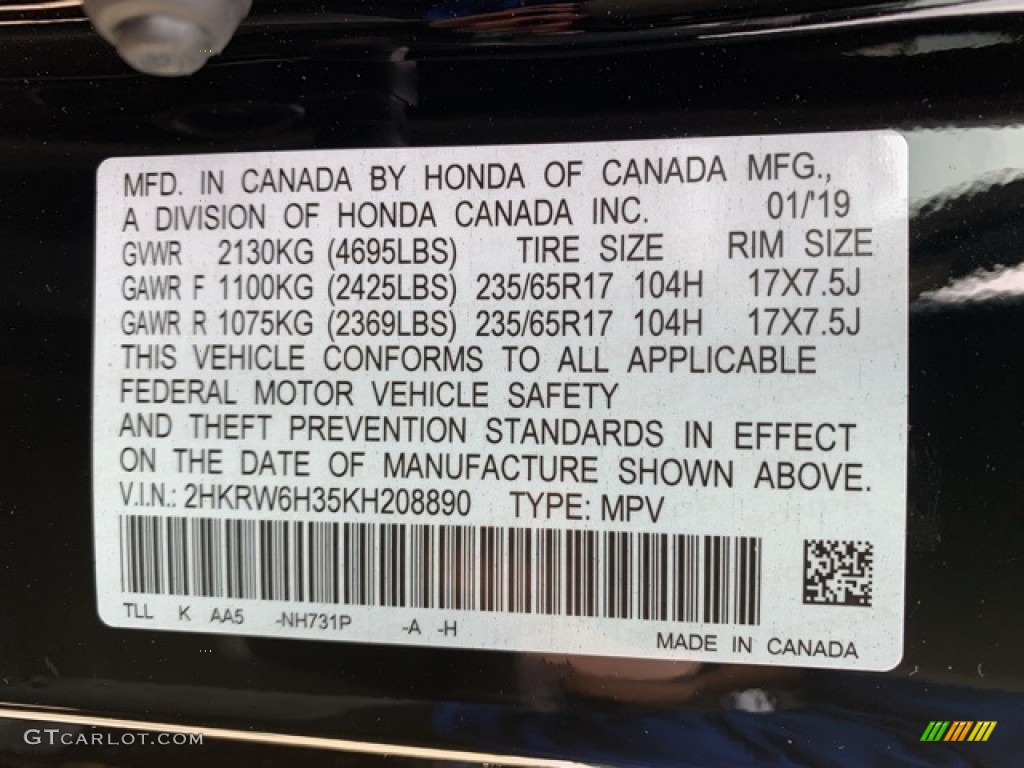 MFD. IN CANADA BY HONDA OF CANADA MFG.,
A DIVISION OF HONDA CANADA INC. 01/'19
GVWR 2130KG (4695LBS) TIRE SIZE RIM SIZE
GAWR F 1100KG (2425LBS) 235/65R17 104H 17X7.5J
GAWR R 1075KG (2369LBS) 235/65R17 104H 17X7.5J
THIS VEHICLE CONFORMS TO ALL APPLICABLE
FEDERAL MOTOR VEHICLE SAFETY
AND THEFT PREVENTION STANDARDS IN EFFECT
ON THE DATE OF MANUFACTURE SHOWN ABOVE.
V.I.N.: 2HKRW6H35KH208890 TYPE: MPV
TLL K AA5 -NH731P -A -H
MADE IN CANADA
GTCARLOT.COM